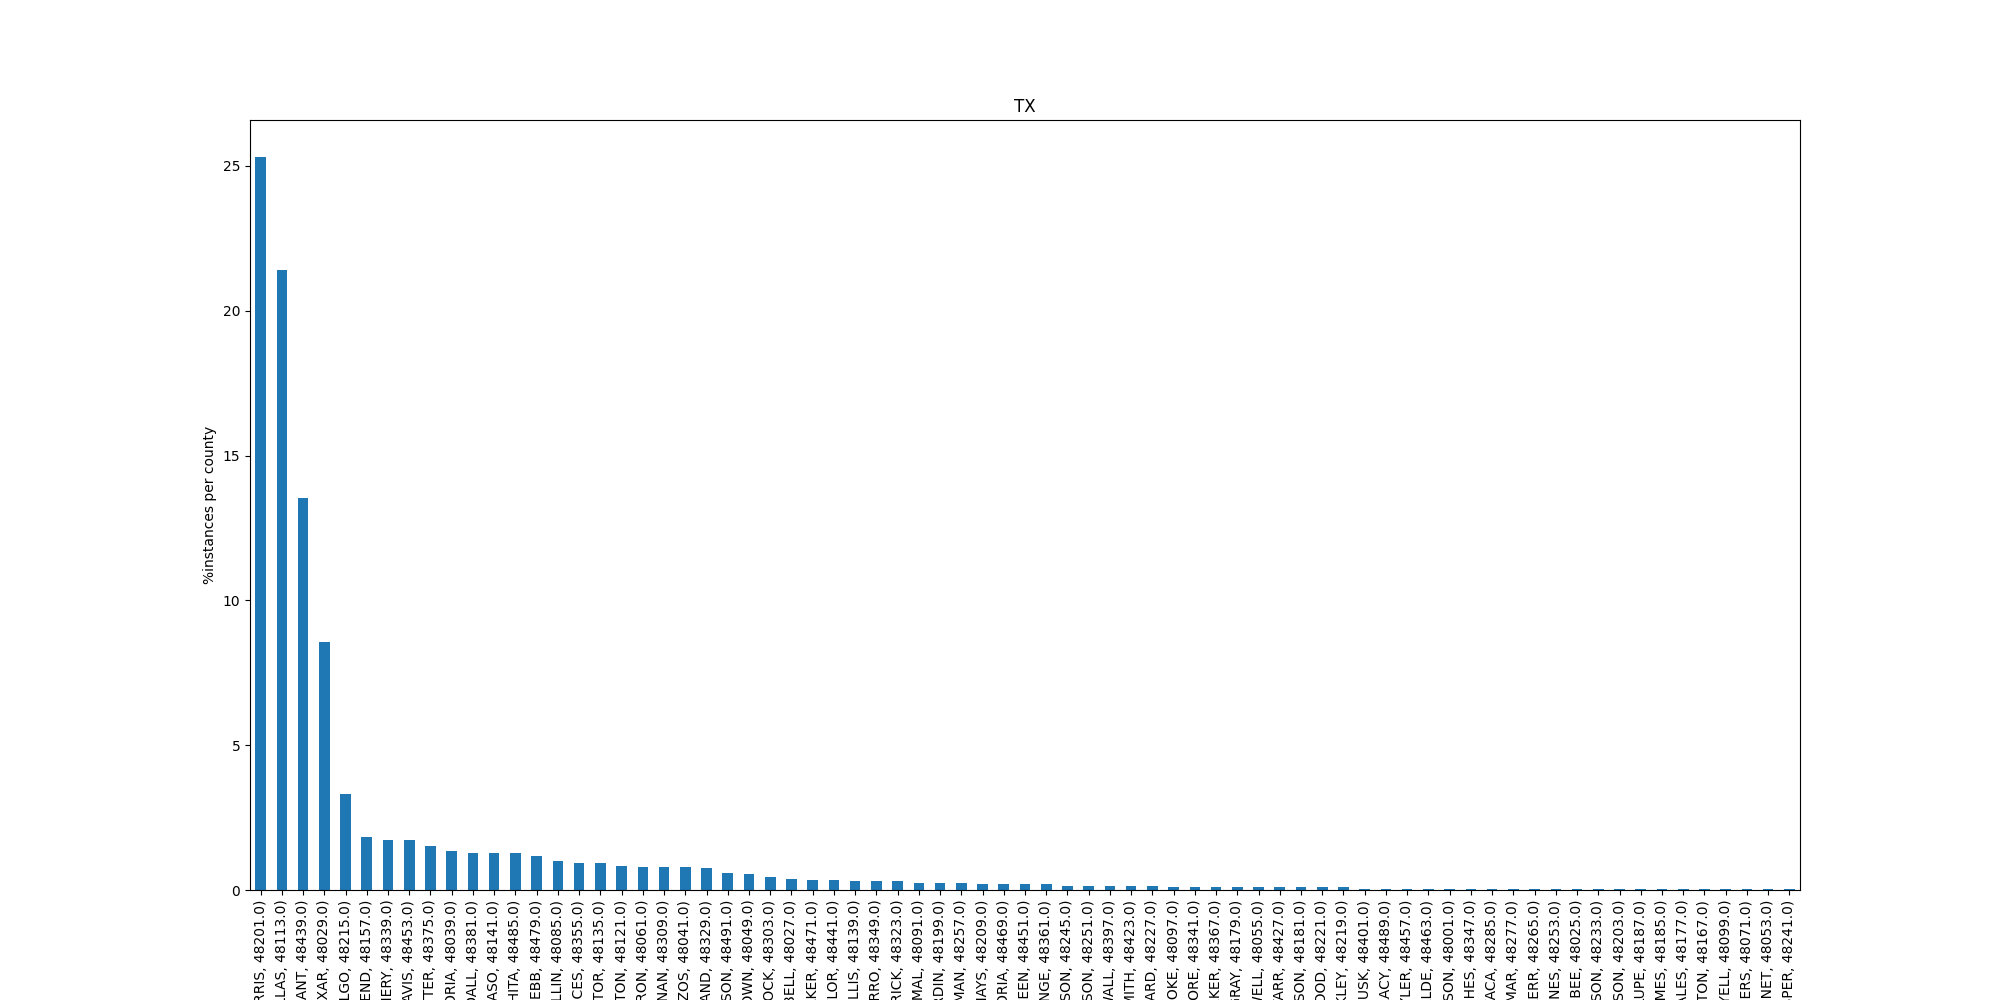 TX
%instances per county
25
20
15
10
5
0
RRIS, 48201.0)
LLAS, 48113.0)
ANT, 48439.0)
XAR, 48029.0)
LGO, 48215.0)
END, 48157.0)
ERY, 48339.0)
AVIS, 48453.0)
TTER, 48375.0)
RIA, 48039.0)
DALL, 48381.0)
ASO, 48141.0)
HITA, 48485.0)
EBB, 48479.0)
LLIN, 48085.0)
CES, 48355.0)
TOR, 48135.0)
TON, 48121.0)
RON, 48061.0)
NAN, 48309.0)
ZOS, 48041.0)
AND, 48329.0)
SON, 48491.0)
OWN, 48049.0)
OCK, 48303.0)
BELL, 48027.0)
KER, 48471.0)
LOR, 48441.0)
LLIS, 48139.0)
RRO, 48349.0)
RICK, 48323.0)
MAL, 48091.0)
DIN, 48199.0)
MAN, 48257.0)
AYS, 48209.0)
RIA, 48469.0)
EEN, 48451.0)
NGE, 48361.0)
SON, 48245.0)
SON, 48251.0)
WALL, 48397.0)
MITH, 48423.0)
ARD, 48227.0)
OKE, 48097.0)
ORE, 48341.0)
KER, 48367.0)
RAY, 48179.0)
WELL, 48055.0)
ARR, 48427.0)
SON, 48181.0)
OOD, 48221.0)
KLEY, 48219.0)
USK, 48401.0)
ACY, 48489.0)
YLER, 48457.0)
LDE, 48463.0)
SON, 48001.0)
HES, 48347.0)
ACA, 48285.0)
MAR, 48277.0)
ERR, 48265.0)
NES, 48253.0)
BEE, 48025.0)
SON, 48233.0)
SON, 48203.0)
UPE, 48187.0)
MES, 48185.0)
ALES, 48177.0)
TON, 48167.0)
YELL, 48099.0)
ERS, 48071.0)
NET, 48053.0)
PER, 48241.0)